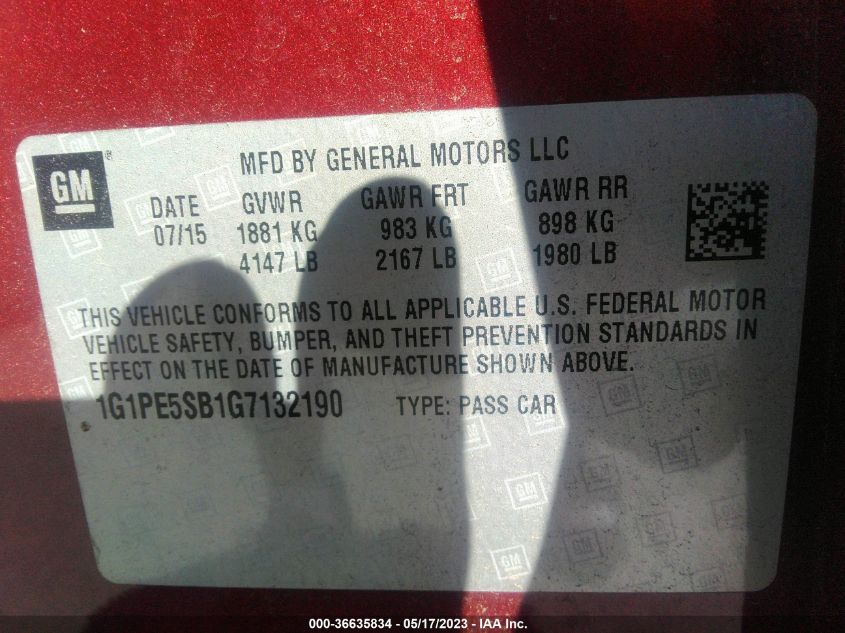 GM ®
MFD BY GENERAL MOTORS LLC
DATE GVWR GAWR FRT GAWR RR
07/15 1881 KG 983 KG 898 KG
4147 LB 2167 LB 1980 LB
THIS VEHICLE CONFORMS TO ALL APPLICABLE U.S. FEDERAL MOTOR
VEHICLE SAFETY, BUMPER, AND THEFT PREVENTION STANDARDS IN
EFFECT ON THE DATE OF MANUFACTURE SHOWN ABOVE.
1G1PE5SB1G7132190 TYPE: PASS CAR
000-36635834 - 05/17/2023 - IAA Inc.